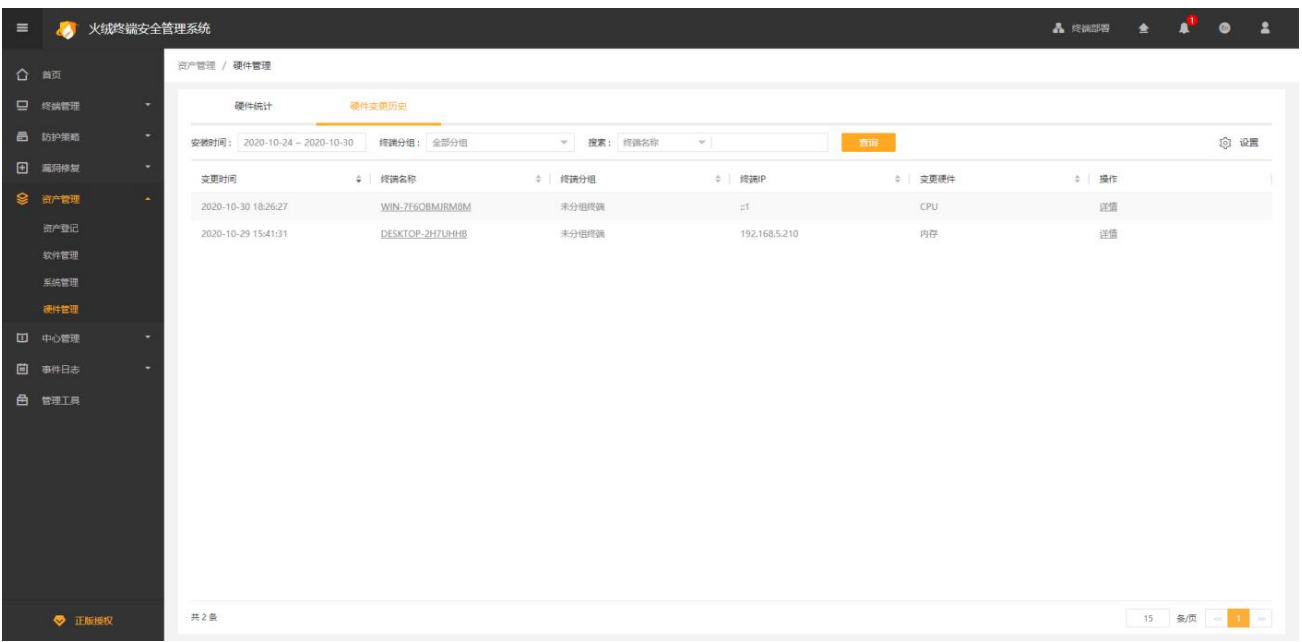 火绒终端安全管理系统
终端部署
1
首页
终端管理
防护策略
漏洞修复
资产管理
资产登记
软件管理
系统管理
硬件管理
中心管理
事件日志
管理工具
正版授权
资产管理 / 硬件管理
硬件统计 硬件变更历史
安装时间： 2020-10-24 ~ 2020-10-30 终端分组： 全部分组 搜索： 终端名称 查询 设置
变更时间 终端名称 终端分组 终端IP 变更硬件 操作
2020-10-30 18:26:27 WIN-7F6OBMJRM8M 未分组终端 ::1 CPU 详情
2020-10-29 15:41:31 DESKTOP-2H7UHHB 未分组终端 192.168.5.210 内存 详情
共 2 条 15 条/页 1